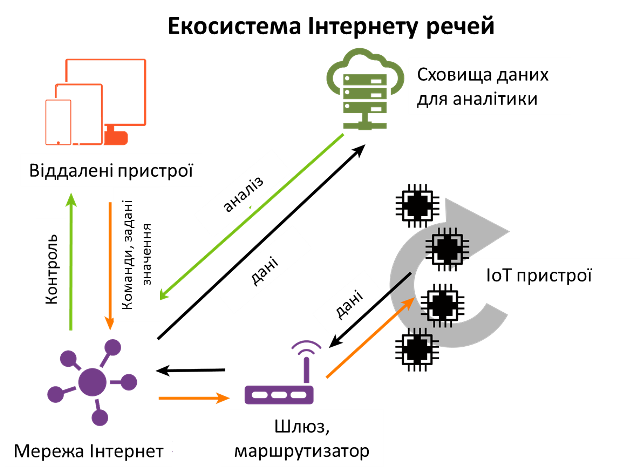 Екосистема Інтернету речей
Сховища даних
для аналітики
Віддалені пристрої
аналіз
дані
Контроль
Команди, задані
значення
дані
ІоТ пристрої
Мережа Інтернет
Шлюз,
маршрутизатор